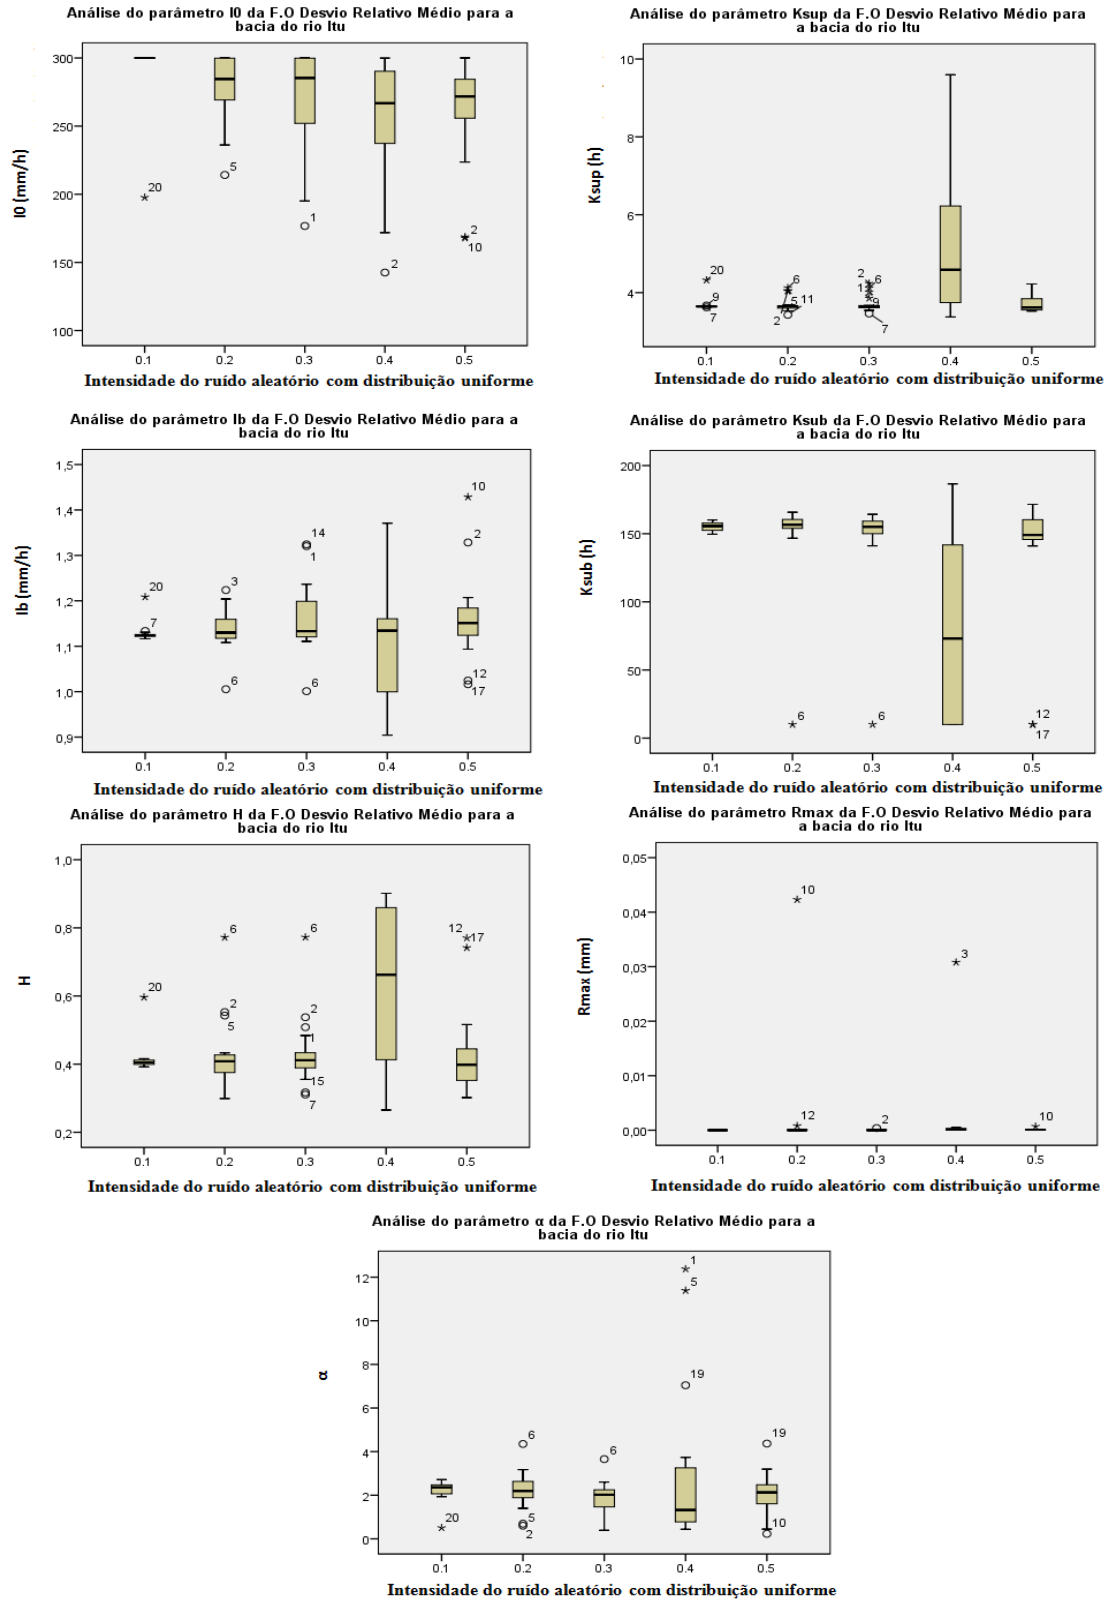 Análise do parâmetro I0 da F.O Desvio Relativo Médio para a
bacia do rio Itu
I0 (mm/h)
300
250
200
150
100
20
5
1
2
2
10
0.1 0.2 0.3 0.4 0.5
Intensidade do ruído aleatório com distribuição uniforme
Análise do parâmetro Ksup da F.O Desvio Relativo Médio para
a bacia do rio Itu
Ksup (h)
10
8
6
4
20
9
7
6
5
11
2
2
6
1
9
7
0.1 0.2 0.3 0.4 0.5
Intensidade do ruído aleatório com distribuição uniforme
Análise do parâmetro Ib da F.O Desvio Relativo Médio para a
bacia do rio Itu
Ib (mm/h)
1,5
1,4
1,3
1,2
1,1
1,0
0,9
20
7
3
6
14
1
6
10
2
12
17
0.1 0.2 0.3 0.4 0.5
Intensidade do ruído aleatório com distribuição uniforme
Análise do parâmetro Ksub da F.O Desvio Relativo Médio para
a bacia do rio Itu
Ksub (h)
200
150
100
50
0
6
6
12
17
0.1 0.2 0.3 0.4 0.5
Intensidade do ruído aleatório com distribuição uniforme
Análise do parâmetro H da F.O Desvio Relativo Médio para a
bacia do rio Itu
H
1,0
0,8
0,6
0,4
0,2
20
6
2
5
6
2
1
15
7
12
17
0.1 0.2 0.3 0.4 0.5
Intensidade do ruído aleatório com distribuição uniforme
Análise do parâmetro Rmax da F.O Desvio Relativo Médio para
a bacia do rio Itu
Rmax (mm)
0,05
0,04
0,03
0,02
0,01
0,00
10
12
2
3
10
0.1 0.2 0.3 0.4 0.5
Intensidade do ruído aleatório com distribuição uniforme
Análise do parâmetro α da F.O Desvio Relativo Médio para a
bacia do rio Itu
α
12
10
8
6
4
2
0
20
6
5
2
6
1
5
19
19
10
0.1 0.2 0.3 0.4 0.5
Intensidade do ruído aleatório com distribuição uniforme